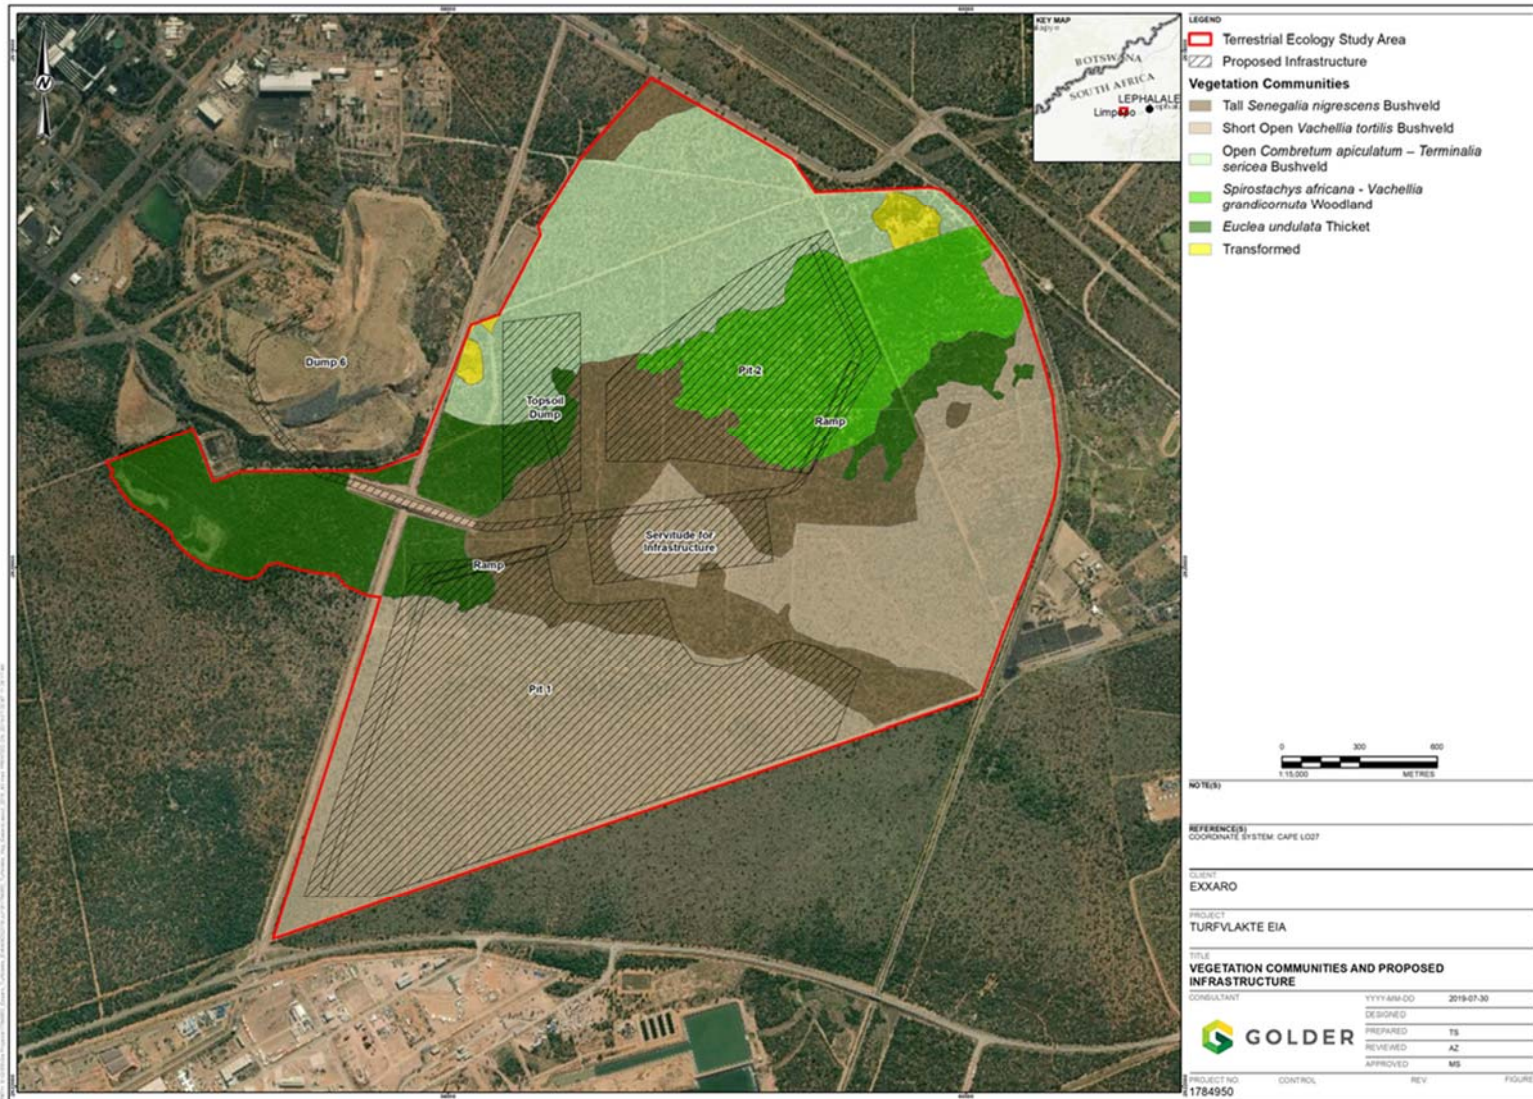 KEY MAP
BOTSWANA
SOUTH AFRICA
LEPHALALE
Limpopo
Dump 6
Topsoil
Dump
Pit 2
Ramp
Servitude for
Infrastructure
Ramp
Pit 1
N
LEGEND
Terrestrial Ecology Study Area
Proposed Infrastructure
Vegetation Communities
Tall Senegalia nigrescens Bushveld
Short Open Vachellia tortilis Bushveld
Open Combretum apiculatum – Terminalia
sericea Bushveld
Spirostachys africana - Vachellia
grandicornuta Woodland
Euclea undulata Thicket
Transformed
0 300 600
1:15,000 METRES
NOTE(S)
REFERENCE(S)
COORDINATE SYSTEM: CAPE LO27
CLIENT
EXXARO
PROJECT
TURFVLAKTE EIA
TITLE
VEGETATION COMMUNITIES AND PROPOSED
INFRASTRUCTURE
CONSULTANT
GOLDER
YYYY-MM-DD 2019-07-30
DESIGNED
PREPARED TS
REVIEWED AZ
APPROVED MS
PROJECT NO. CONTROL REV FIGURE
1784950